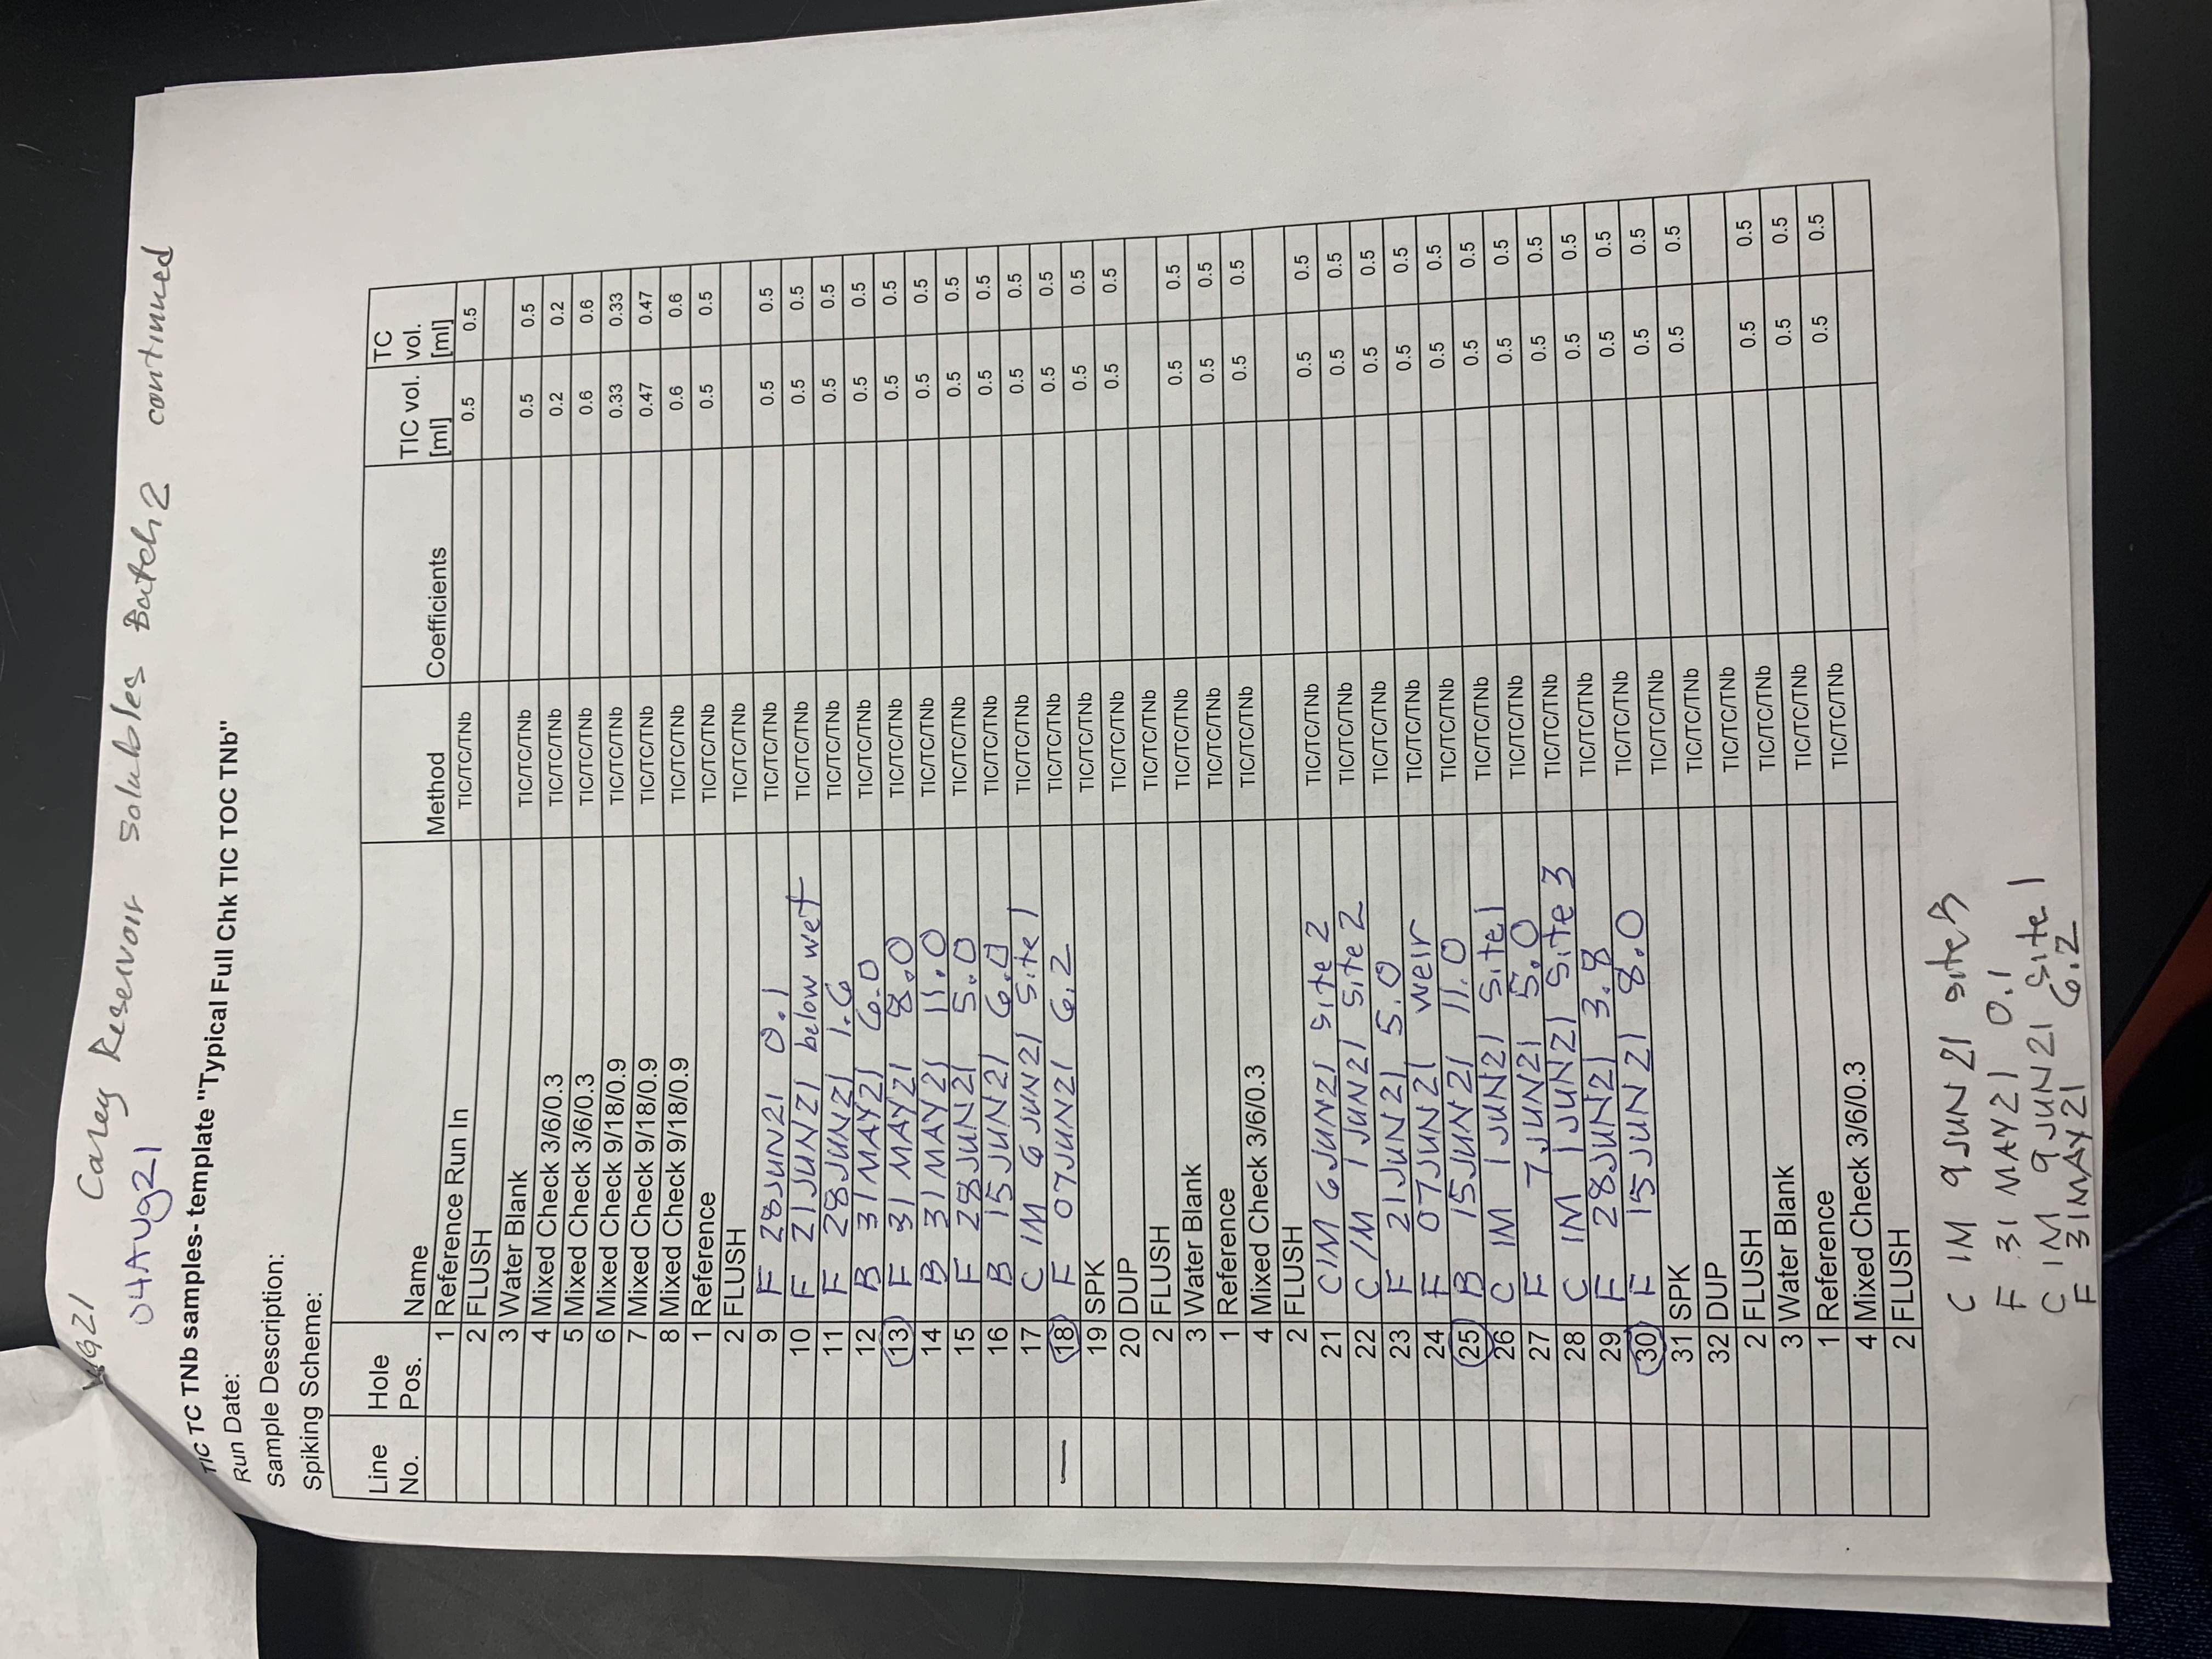 Carey Reservoir Solubles Batch 2 continued
04Aug21
TIC TC TNb samples- template "Typical Full Chk TIC TOC TNb"
Run Date:
Sample Description:
Spiking Scheme:
Line No. Hole Pos. Name Method Coefficients TIC vol. [ml] TC vol. [ml]
1 Reference Run In TIC/TC/TNb 0.5 0.5
2 FLUSH
3 Water Blank TIC/TC/TNb 0.5 0.5
4 Mixed Check 3/6/0.3 TIC/TC/TNb 0.2 0.2
5 Mixed Check 3/6/0.3 TIC/TC/TNb 0.6 0.6
6 Mixed Check 9/18/0.9 TIC/TC/TNb 0.33 0.33
7 Mixed Check 9/18/0.9 TIC/TC/TNb 0.47 0.47
8 Mixed Check 9/18/0.9 TIC/TC/TNb 0.6 0.6
1 Reference TIC/TC/TNb 0.5 0.5
2 FLUSH TIC/TC/TNb
9 F 28JUN21 0.1 TIC/TC/TNb 0.5 0.5
10 F 21JUN21 below wet TIC/TC/TNb 0.5 0.5
11 F 28JUN21 1.6 TIC/TC/TNb 0.5 0.5
12 B 31MAY21 6.0 TIC/TC/TNb 0.5 0.5
13 F 31MAY21 8.0 TIC/TC/TNb 0.5 0.5
14 B 31MAY21 11.0 TIC/TC/TNb 0.5 0.5
15 F 28JUN21 5.0 TIC/TC/TNb 0.5 0.5
16 B 15JUN21 6.0 TIC/TC/TNb 0.5 0.5
17 C IM 6JUN21 Site 1 TIC/TC/TNb 0.5 0.5
— 18 F 07JUN21 6.2 TIC/TC/TNb 0.5 0.5
19 SPK TIC/TC/TNb 0.5 0.5
20 DUP TIC/TC/TNb 0.5 0.5
2 FLUSH TIC/TC/TNb
3 Water Blank TIC/TC/TNb 0.5 0.5
1 Reference TIC/TC/TNb 0.5 0.5
4 Mixed Check 3/6/0.3 TIC/TC/TNb 0.5 0.5
2 FLUSH
21 C IM 6JUN21 Site 2 TIC/TC/TNb 0.5 0.5
22 C IM 1JUN21 Site 2 TIC/TC/TNb 0.5 0.5
23 F 21JUN21 5.0 TIC/TC/TNb 0.5 0.5
24 F 07JUN21 weir TIC/TC/TNb 0.5 0.5
25 B 15JUN21 11.0 TIC/TC/TNb 0.5 0.5
26 C IM 1JUN21 Site 1 TIC/TC/TNb 0.5 0.5
27 F 7JUN21 5.0 TIC/TC/TNb 0.5 0.5
28 C IM 1JUN21 Site 3 TIC/TC/TNb 0.5 0.5
29 F 28JUN21 3.8 TIC/TC/TNb 0.5 0.5
30 F 15JUN21 8.0 TIC/TC/TNb 0.5 0.5
31 SPK TIC/TC/TNb 0.5 0.5
32 DUP TIC/TC/TNb 0.5 0.5
2 FLUSH TIC/TC/TNb
3 Water Blank TIC/TC/TNb 0.5 0.5
1 Reference TIC/TC/TNb 0.5 0.5
4 Mixed Check 3/6/0.3 TIC/TC/TNb 0.5 0.5
2 FLUSH
C IM 9JUN21 site 3
F 31MAY21 0.1
C IM 9JUN21 Site 1
F 31MAY21 6.2